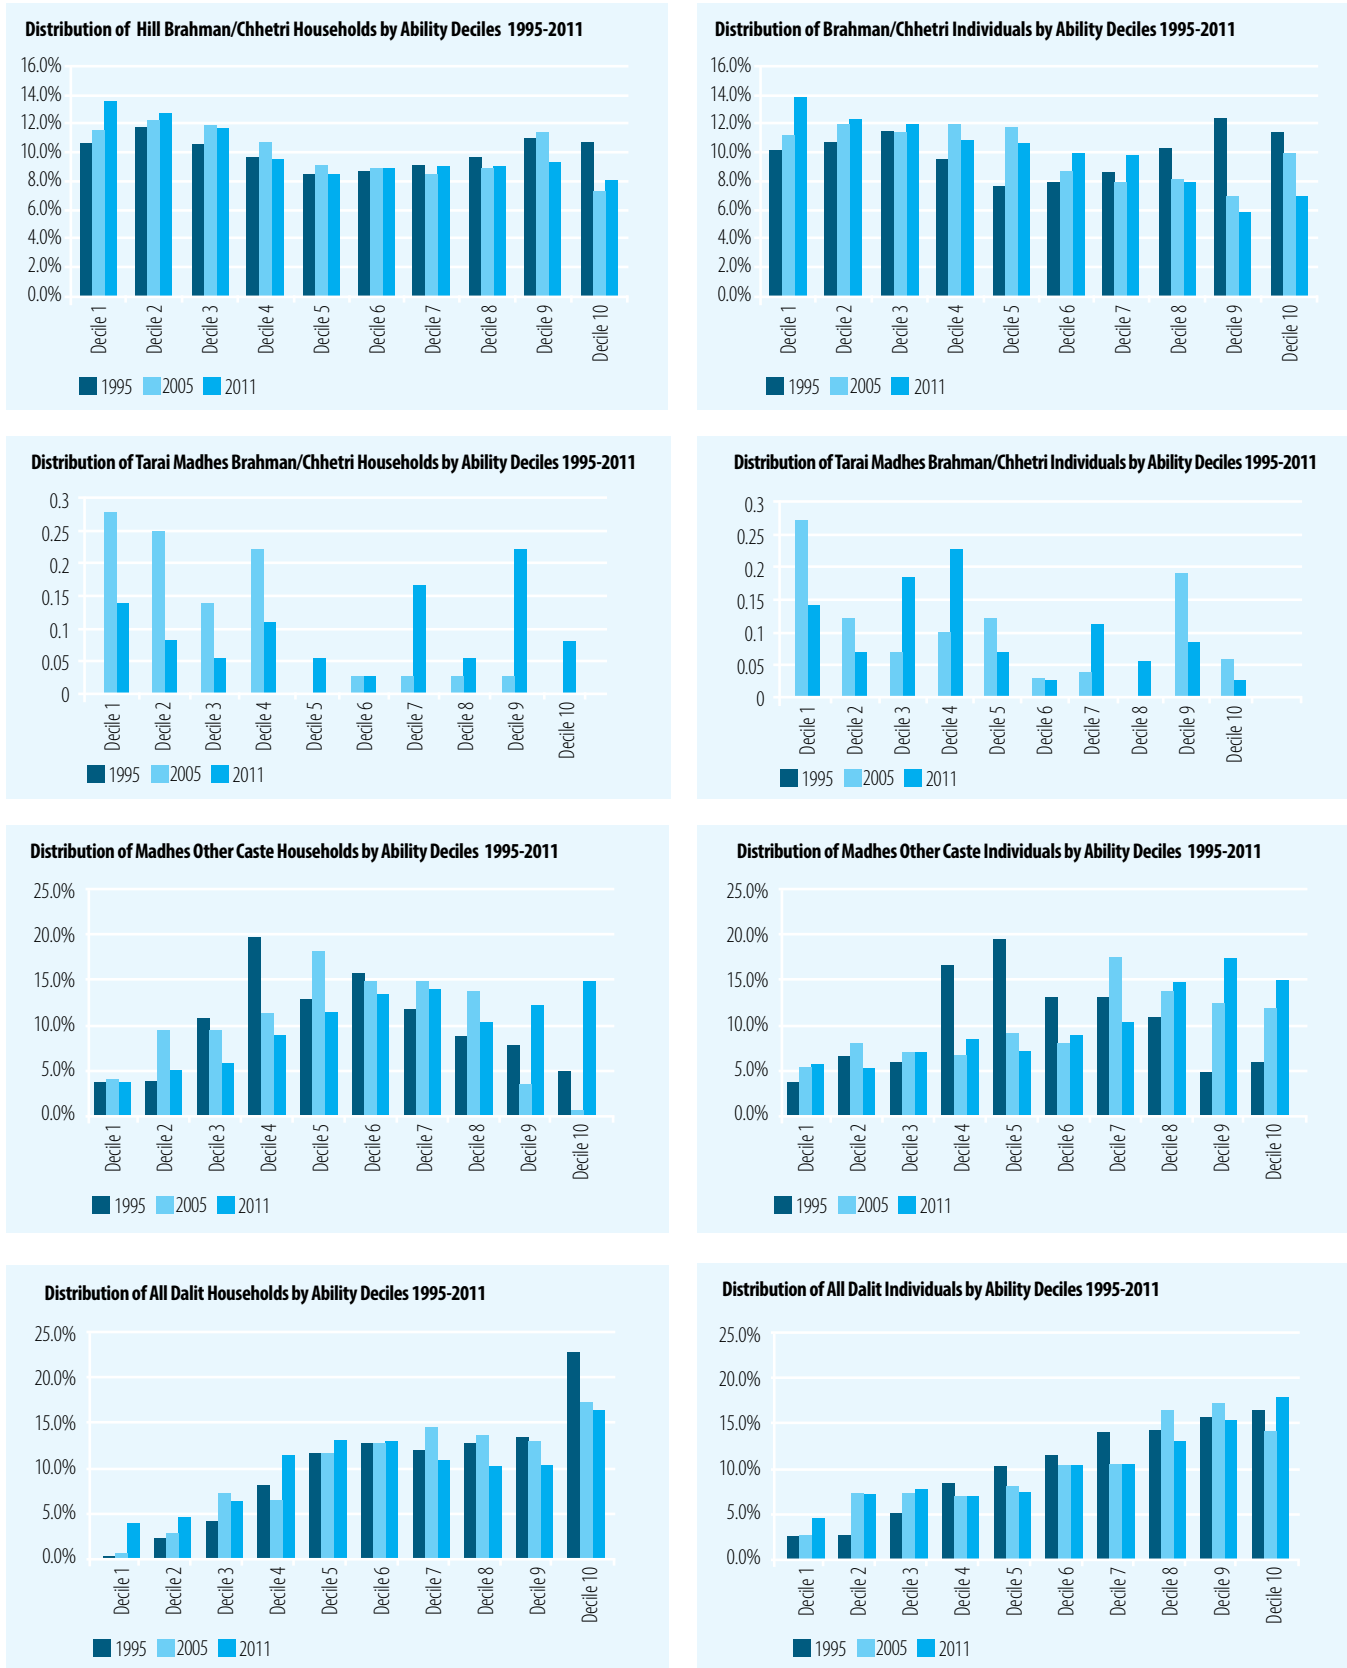 Distribution of Hill Brahman/Chhetri Households by Ability Deciles 1995-2011
16.0%
14.0%
12.0%
10.0%
8.0%
6.0%
4.0%
2.0%
0.0%
Decile 1
Decile 2
Decile 3
Decile 4
Decile 5
Decile 6
Decile 7
Decile 8
Decile 9
Decile 10
1995 2005 2011
Distribution of Brahman/Chhetri Individuals by Ability Deciles 1995-2011
16.0%
14.0%
12.0%
10.0%
8.0%
6.0%
4.0%
2.0%
0.0%
Decile 1
Decile 2
Decile 3
Decile 4
Decile 5
Decile 6
Decile 7
Decile 8
Decile 9
Decile 10
1995 2005 2011
Distribution of Tarai Madhes Brahman/Chhetri Households by Ability Deciles 1995-2011
0.3
0.25
0.2
0.15
0.1
0.05
0
Decile 1
Decile 2
Decile 3
Decile 4
Decile 5
Decile 6
Decile 7
Decile 8
Decile 9
Decile 10
1995 2005 2011
Distribution of Tarai Madhes Brahman/Chhetri Individuals by Ability Deciles 1995-2011
0.3
0.25
0.2
0.15
0.1
0.05
0
Decile 1
Decile 2
Decile 3
Decile 4
Decile 5
Decile 6
Decile 7
Decile 8
Decile 9
Decile 10
1995 2005 2011
Distribution of Madhes Other Caste Households by Ability Deciles 1995-2011
25.0%
20.0%
15.0%
10.0%
5.0%
0.0%
Decile 1
Decile 2
Decile 3
Decile 4
Decile 5
Decile 6
Decile 7
Decile 8
Decile 9
Decile 10
1995 2005 2011
Distribution of Madhes Other Caste Individuals by Ability Deciles 1995-2011
25.0%
20.0%
15.0%
10.0%
5.0%
0.0%
Decile 1
Decile 2
Decile 3
Decile 4
Decile 5
Decile 6
Decile 7
Decile 8
Decile 9
Decile 10
1995 2005 2011
Distribution of All Dalit Households by Ability Deciles 1995-2011
25.0%
20.0%
15.0%
10.0%
5.0%
0.0%
Decile 1
Decile 2
Decile 3
Decile 4
Decile 5
Decile 6
Decile 7
Decile 8
Decile 9
Decile 10
1995 2005 2011
Distribution of All Dalit Individuals by Ability Deciles 1995-2011
25.0%
20.0%
15.0%
10.0%
5.0%
0.0%
Decile 1
Decile 2
Decile 3
Decile 4
Decile 5
Decile 6
Decile 7
Decile 8
Decile 9
Decile 10
1995 2005 2011